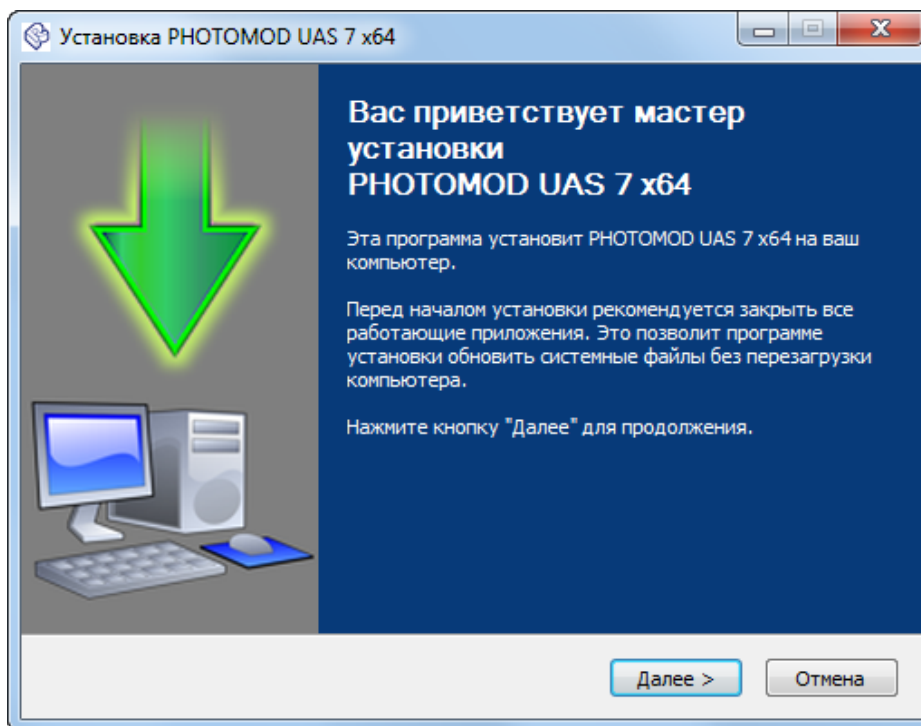 Установка PHOTOMOD UAS 7 x64
Вас приветствует мастер
установки
PHOTOMOD UAS 7 x64
Эта программа установит PHOTOMOD UAS 7 x64 на ваш
компьютер.
Перед началом установки рекомендуется закрыть все
работающие приложения. Это позволит программе
установки обновить системные файлы без перезагрузки
компьютера.
Нажмите кнопку "Далее" для продолжения.
Далее >
Отмена